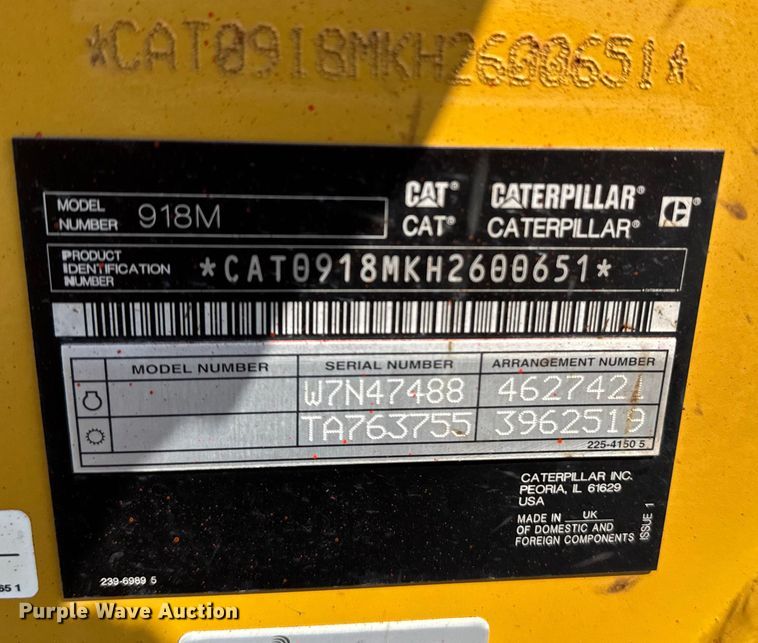 *CAT0918MKH2600651*
CAT® CATERPILLAR®
MODEL NUMBER 918M
CAT® CATERPILLAR®
PRODUCT IDENTIFICATION NUMBER *CAT0918MKH2600651*
MODEL NUMBER SERIAL NUMBER ARRANGEMENT NUMBER
W7N47488 4627421
TA763755 3962519
225-4150 5
CATERPILLAR INC.
PEORIA, IL 61629
USA
MADE IN UK
OF DOMESTIC AND
FOREIGN COMPONENTS
ISSUE 1
239-6989 5
65 1
Purple Wave Auction